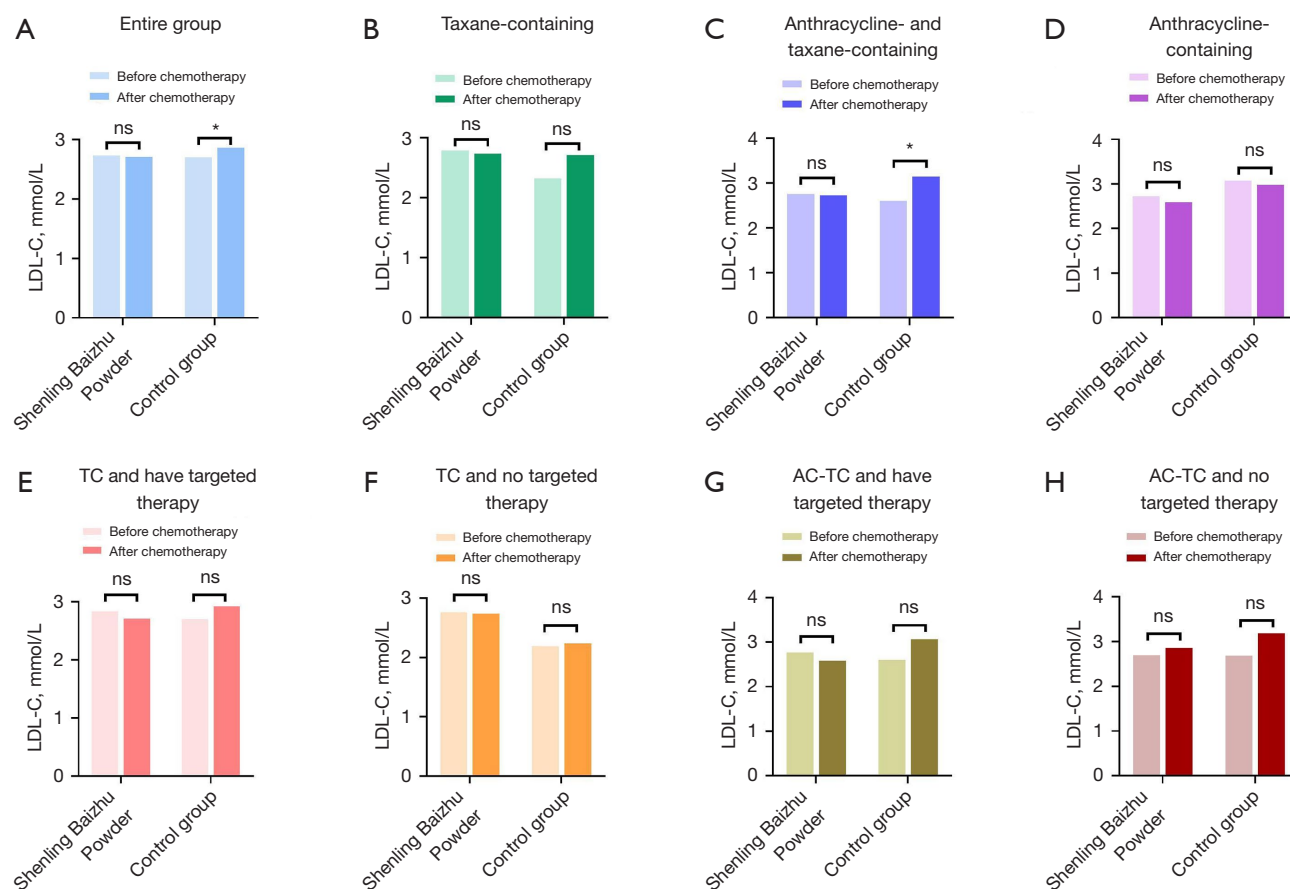 A
Entire group
Before chemotherapy
After chemotherapy
ns
*
LDL-C, mmol/L
3
2
1
0
Shenling Baizhu
Powder
Control group
B
Taxane-containing
Before chemotherapy
After chemotherapy
ns
ns
LDL-C, mmol/L
3
2
1
0
Shenling Baizhu
Powder
Control group
C
Anthracycline- and
taxane-containing
Before chemotherapy
After chemotherapy
ns
*
LDL-C, mmol/L
4
3
2
1
0
Shenling Baizhu
Powder
Control group
D
Anthracycline-
containing
Before chemotherapy
After chemotherapy
ns
ns
LDL-C, mmol/L
4
3
2
1
0
Shenling Baizhu
Powder
Control group
E
TC and have targeted
therapy
Before chemotherapy
After chemotherapy
ns
ns
LDL-C, mmol/L
3
2
1
0
Shenling Baizhu
Powder
Control group
F
TC and no targeted
therapy
Before chemotherapy
After chemotherapy
ns
ns
LDL-C, mmol/L
3
2
1
0
Shenling Baizhu
Powder
Control group
G
AC-TC and have
targeted therapy
Before chemotherapy
After chemotherapy
ns
ns
LDL-C, mmol/L
4
3
2
1
0
Shenling Baizhu
Powder
Control group
H
AC-TC and no
targeted therapy
Before chemotherapy
After chemotherapy
ns
ns
LDL-C, mmol/L
4
3
2
1
0
Shenling Baizhu
Powder
Control group